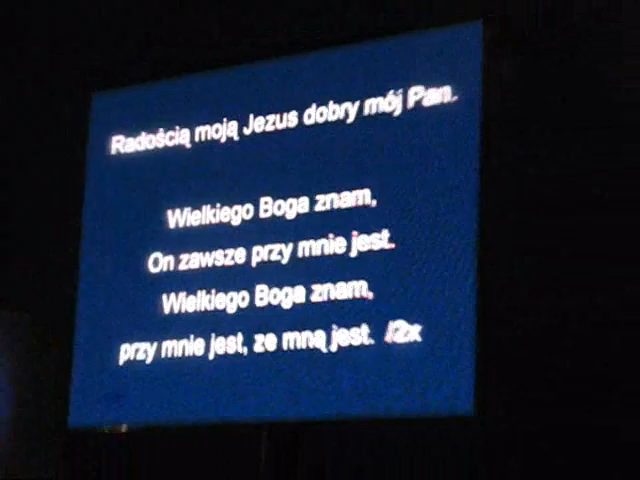 Radością moją Jezus dobry mój Pan.
Wielkiego Boga znam,
On zawsze przy mnie jest.
Wielkiego Boga znam,
przy mnie jest, ze mną jest. /2x